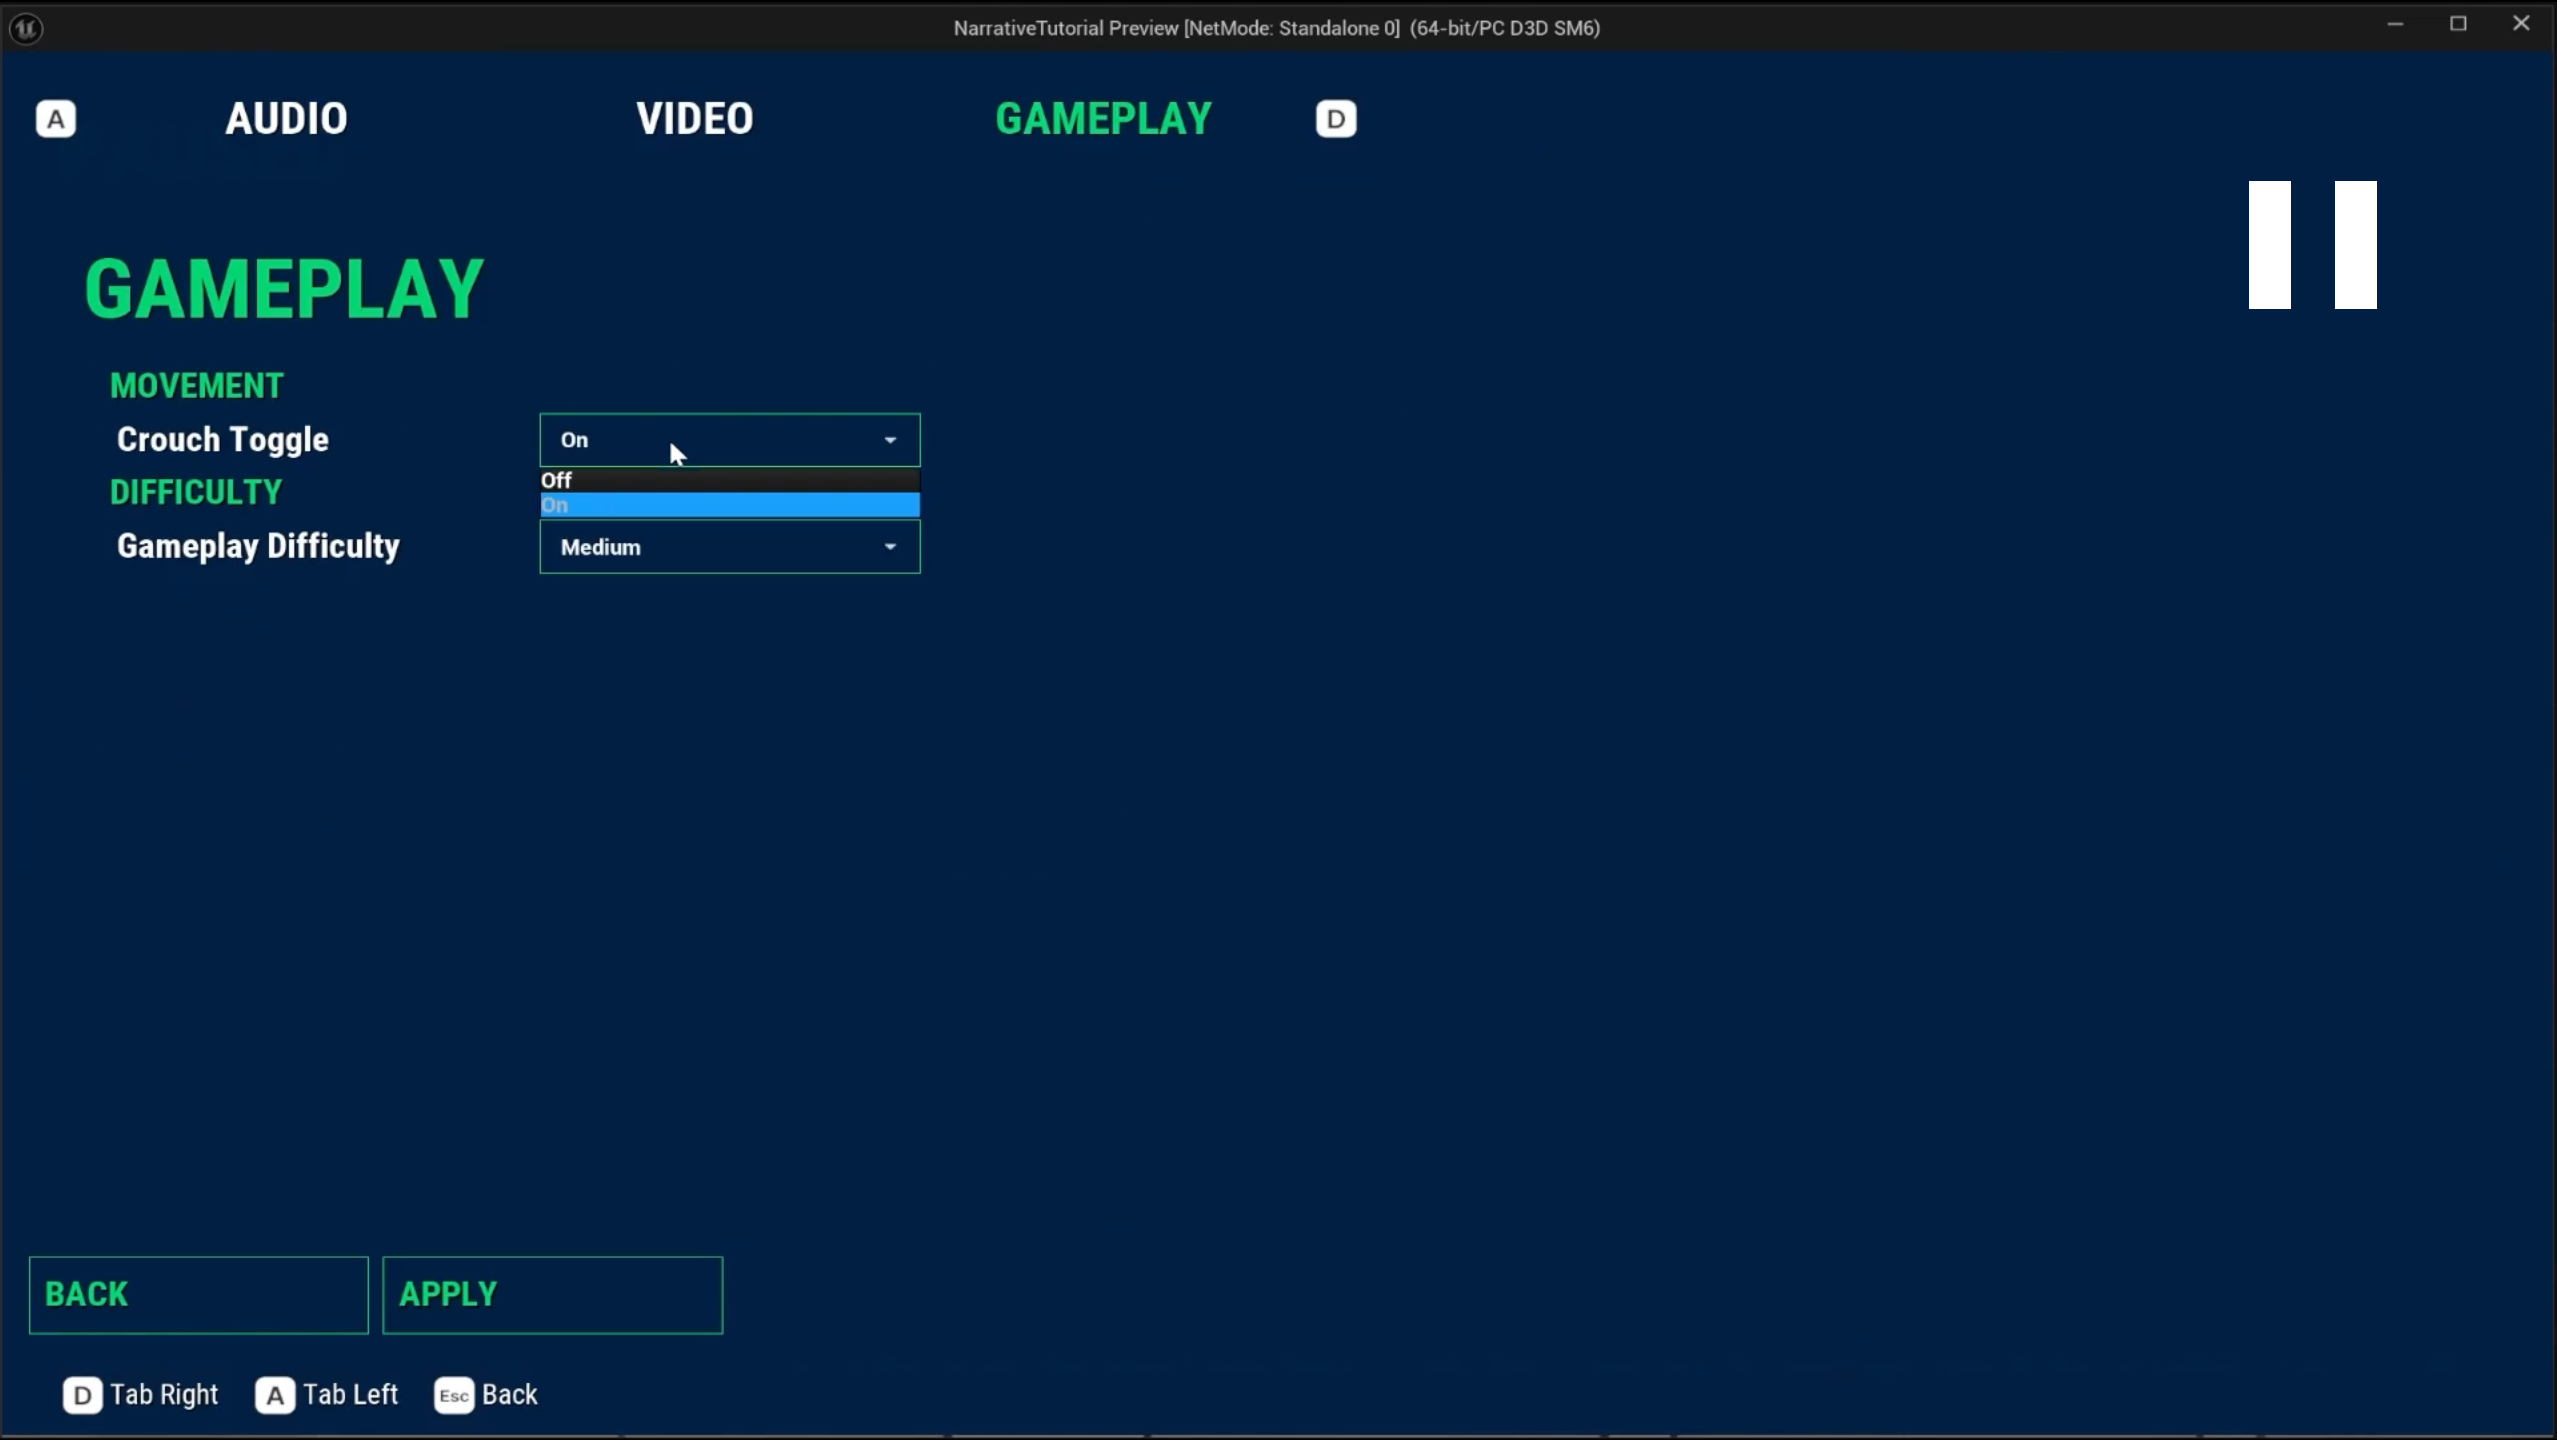 NarrativeTutorial Preview [NetMode: Standalone 0] (64-bit/PC D3D SM6)
A AUDIO VIDEO GAMEPLAY D
GAMEPLAY
MOVEMENT
Crouch Toggle On
Off
On
DIFFICULTY
Gameplay Difficulty Medium
BACK APPLY
D Tab Right A Tab Left Esc Back